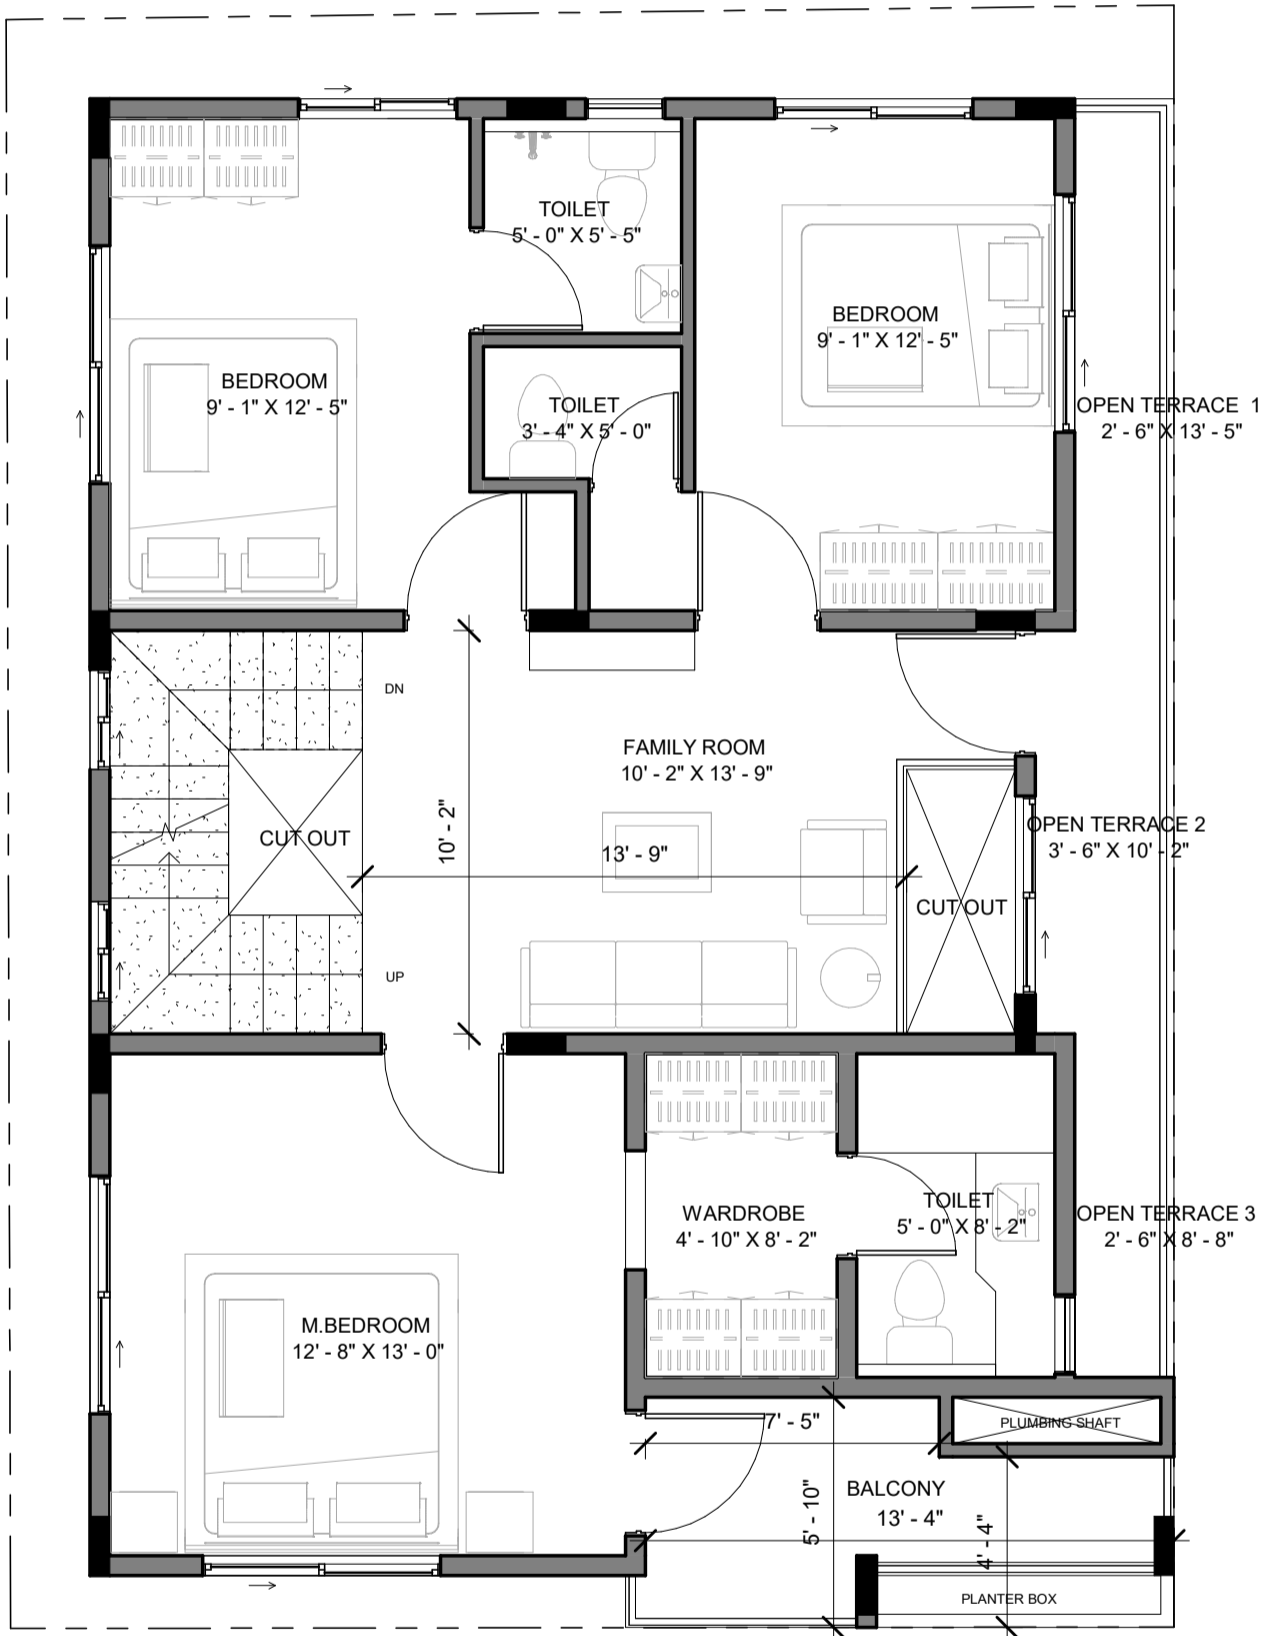 TOILET
5' - 0" X 5' - 5"
BEDROOM
9' - 1" X 12' - 5"
BEDROOM
9' - 1" X 12' - 5"
TOILET
3' - 4" X 5' - 0"
OPEN TERRACE 1
2' - 6" X 13' - 5"
DN
FAMILY ROOM
10' - 2" X 13' - 9"
10' - 2"
CUT OUT
13' - 9"
OPEN TERRACE 2
3' - 6" X 10' - 2"
CUT OUT
UP
WARDROBE
4' - 10" X 8' - 2"
TOILET
5' - 0" X 8' - 2"
OPEN TERRACE 3
2' - 6" X 8' - 8"
M.BEDROOM
12' - 8" X 13' - 0"
7' - 5"
PLUMBING SHAFT
5' - 10"
BALCONY
13' - 4"
4' - 4"
PLANTER BOX